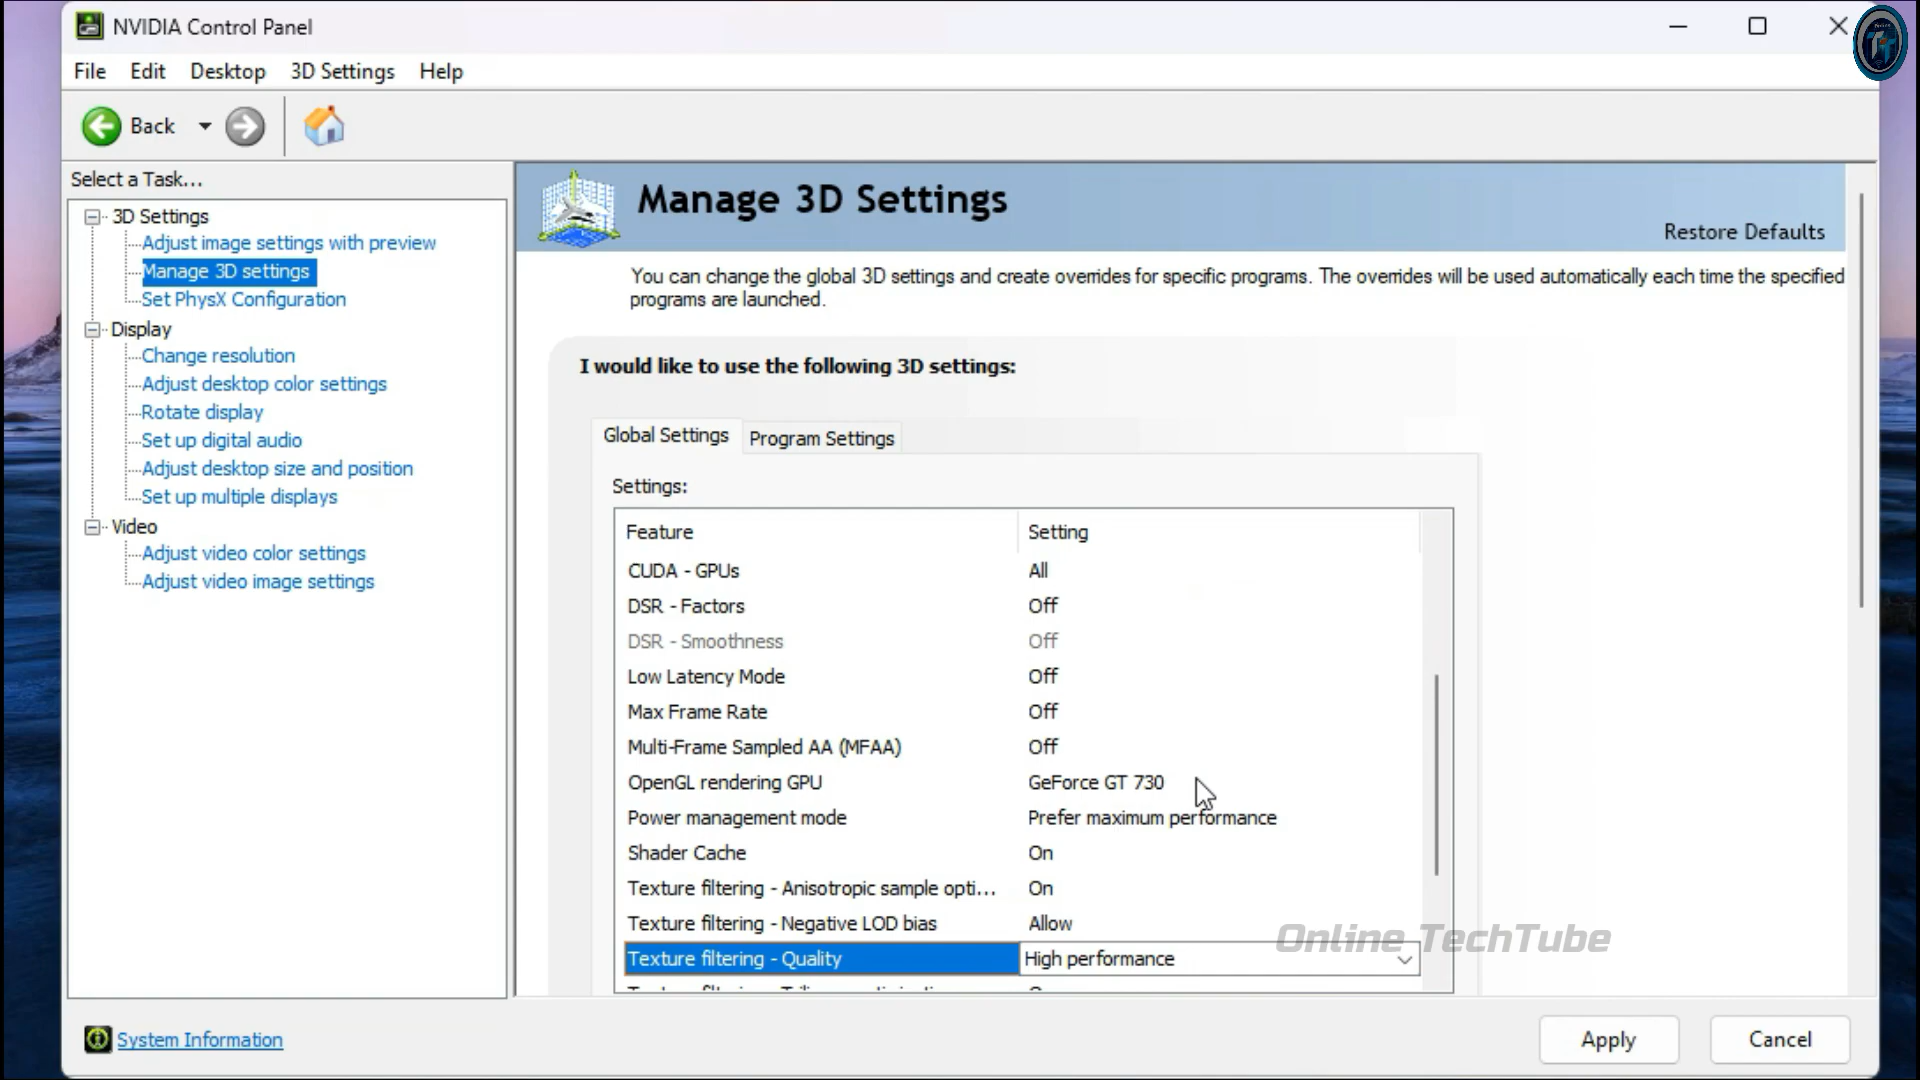 NVIDIA Control Panel
File Edit Desktop 3D Settings Help
Back
Select a Task...
3D Settings
Adjust image settings with preview
Manage 3D settings
Set PhysX Configuration
Display
Change resolution
Adjust desktop color settings
Rotate display
Set up digital audio
Adjust desktop size and position
Set up multiple displays
Video
Adjust video color settings
Adjust video image settings
System Information
Manage 3D Settings
Restore Defaults
You can change the global 3D settings and create overrides for specific programs. The overrides will be used automatically each time the specified
programs are launched.
I would like to use the following 3D settings:
Global Settings Program Settings
Settings:
Feature Setting
CUDA - GPUs All
DSR - Factors Off
DSR - Smoothness Off
Low Latency Mode Off
Max Frame Rate Off
Multi-Frame Sampled AA (MFAA) Off
OpenGL rendering GPU GeForce GT 730
Power management mode Prefer maximum performance
Shader Cache On
Texture filtering - Anisotropic sample opti... On
Texture filtering - Negative LOD bias Allow
Texture filtering - Quality High performance
Online TechTube
Apply Cancel